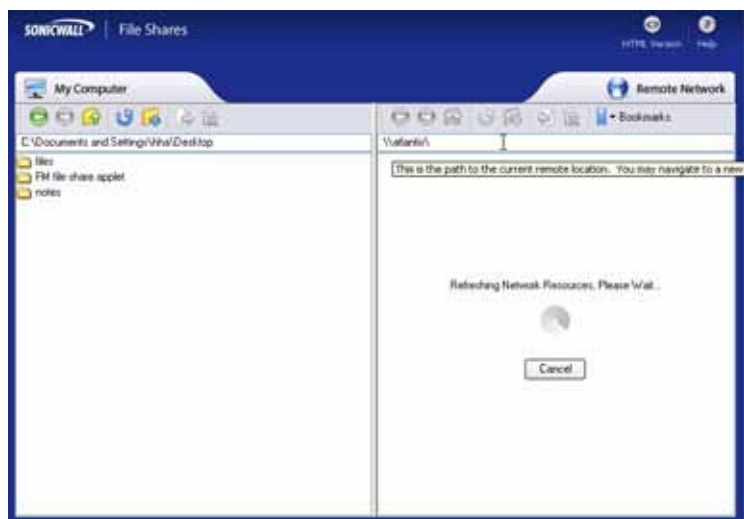 SONICWALL | File Shares
HTML Version Help
My Computer
Remote Network
Bookmarks
C:\Documents and Settings\hha\Desktop
\\atlantis\
files
FM file share applet
notes
This is the path to the current remote location. You may navigate to a new
Refreshing Network Resources, Please Wait...
Cancel